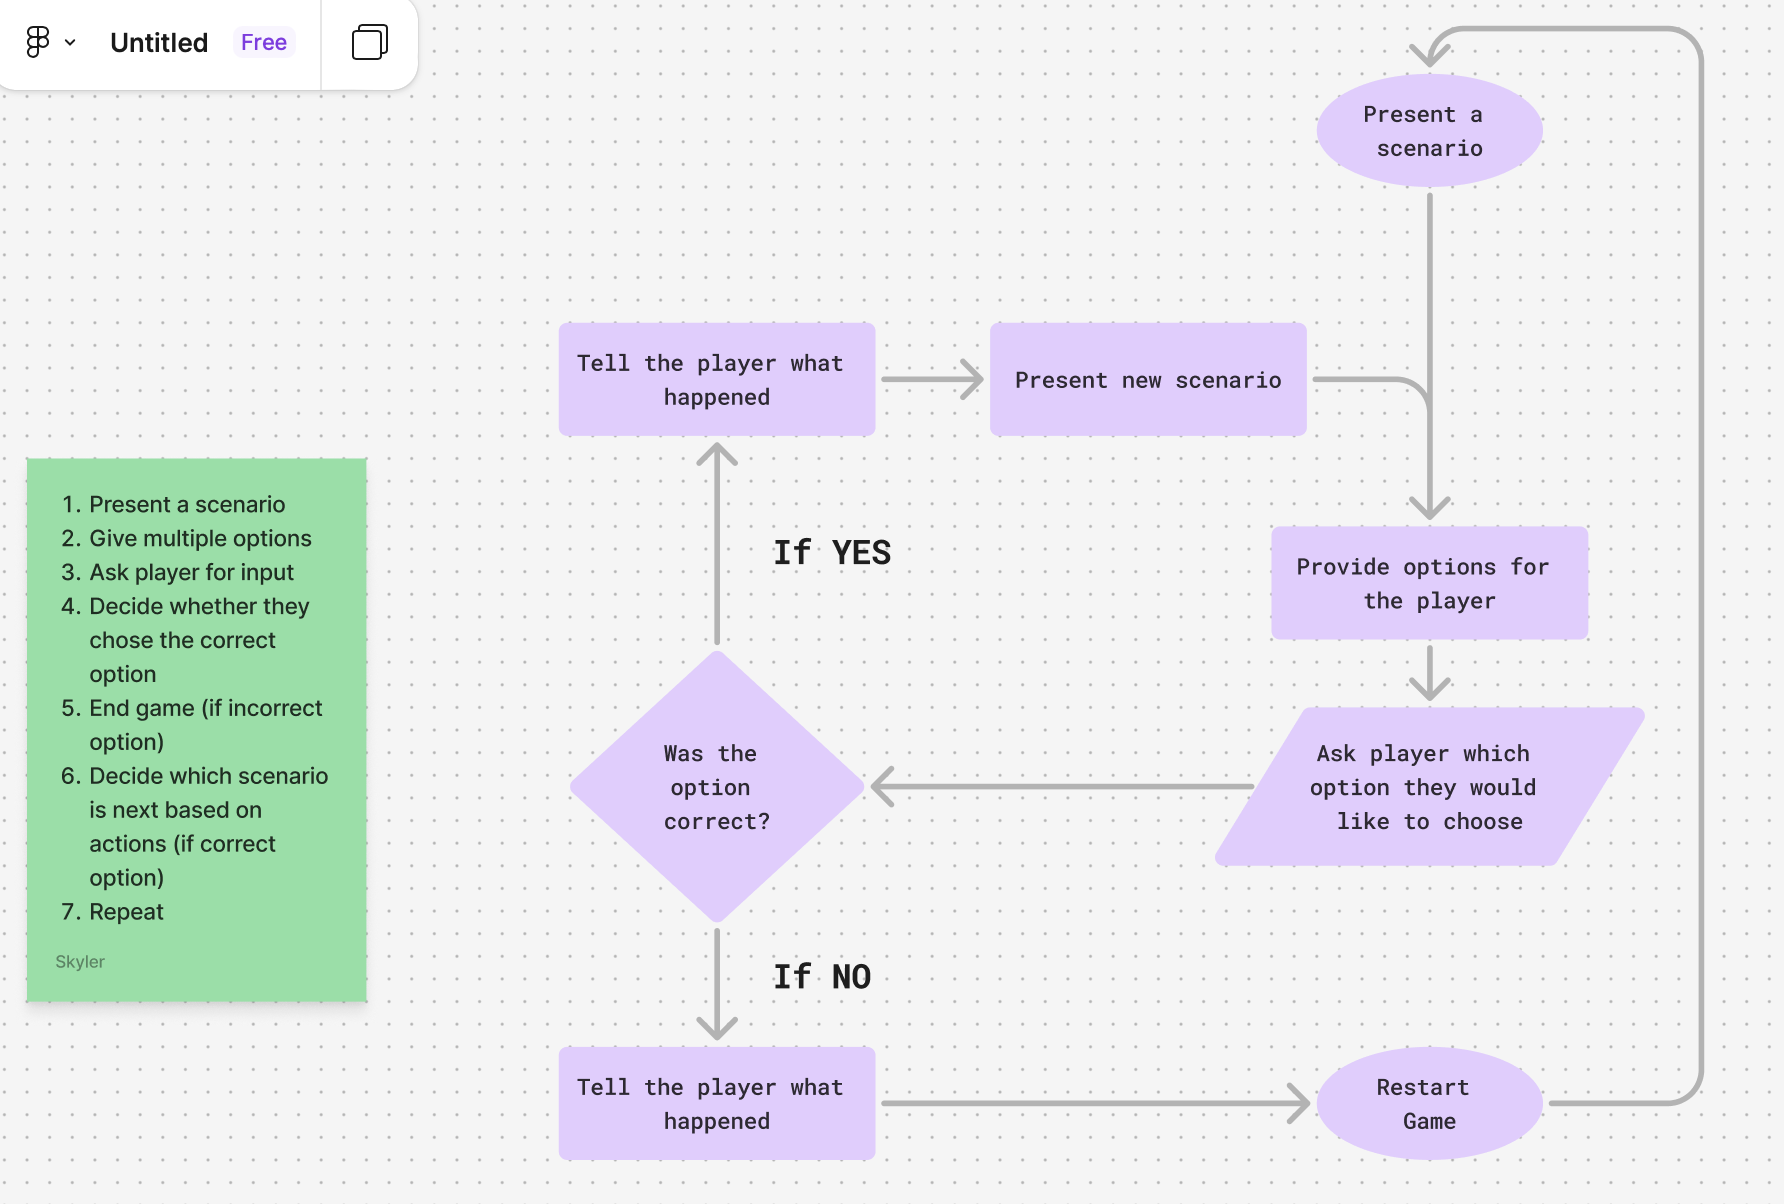 Untitled Free
Present a
scenario
Tell the player what
happened
Present new scenario
1. Present a scenario
2. Give multiple options
3. Ask player for input
4. Decide whether they
chose the correct
option
5. End game (if incorrect
option)
6. Decide which scenario
is next based on
actions (if correct
option)
7. Repeat
Skyler
If YES
Provide options for
the player
Was the
option
correct?
Ask player which
option they would
like to choose
If NO
Tell the player what
happened
Restart
Game